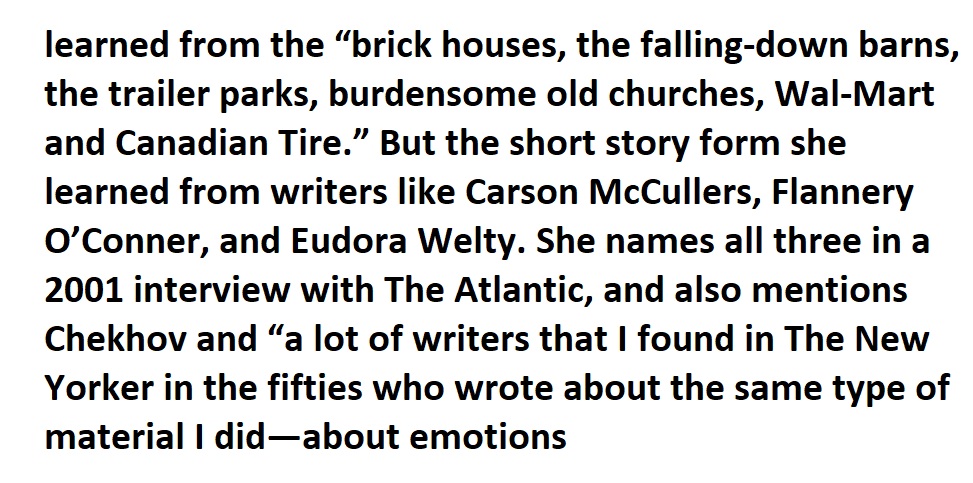 learned from the “brick houses, the falling-down barns,
the trailer parks, burdensome old churches, Wal-Mart
and Canadian Tire.” But the short story form she
learned from writers like Carson McCullers, Flannery
O’Conner, and Eudora Welty. She names all three in a
2001 interview with The Atlantic, and also mentions
Chekhov and “a lot of writers that I found in The New
Yorker in the fifties who wrote about the same type of
material I did—about emotions